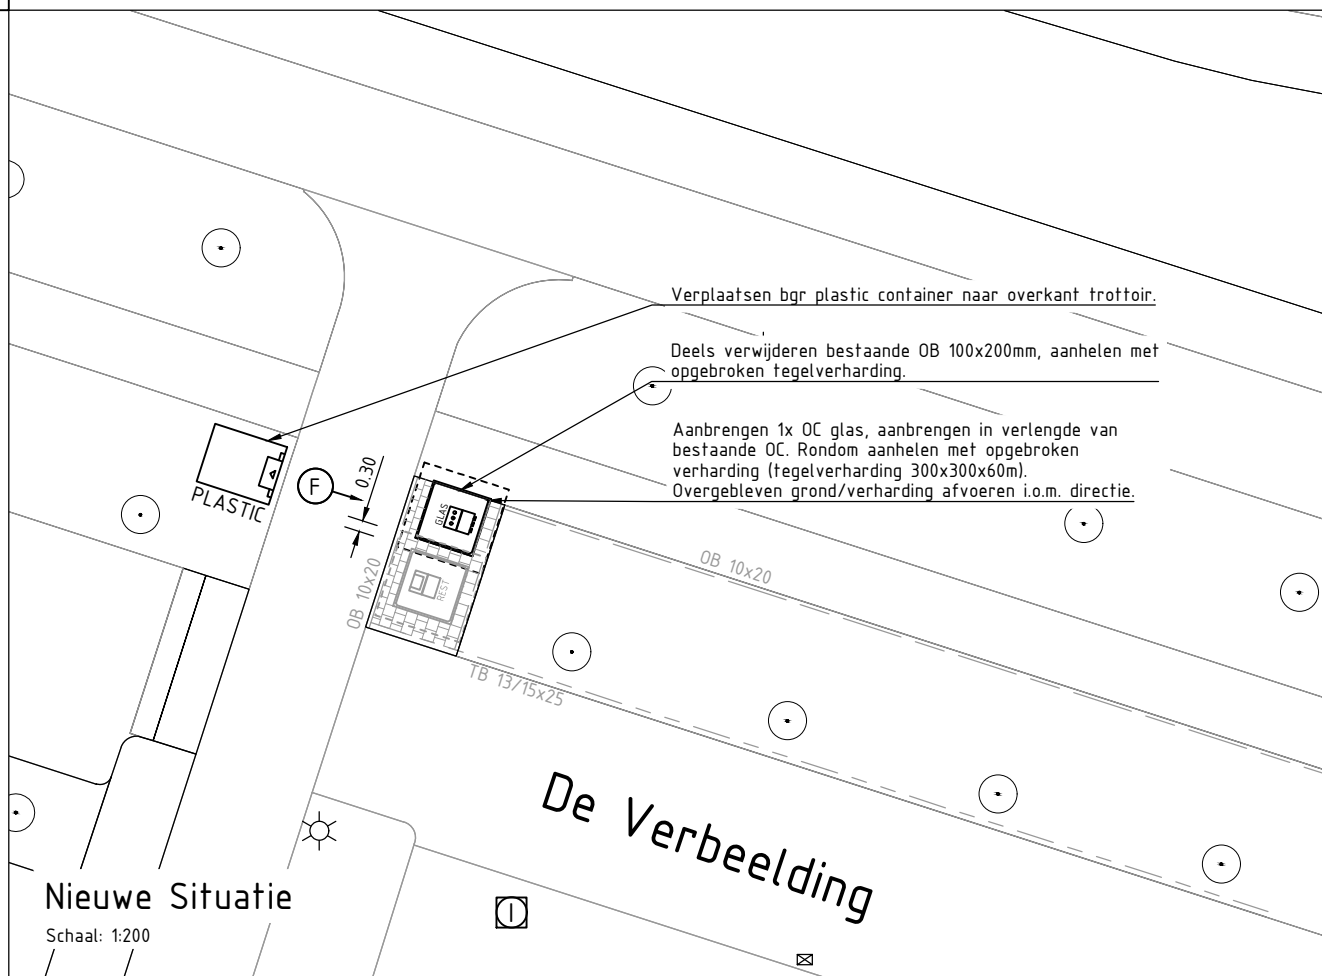 Verplaatsen bgr plastic container naar overkant trottoir.
Deels verwijderen bestaande OB 100x200mm, aanhelen met
opgebroken tegelverharding.
Aanbrengen 1x OC glas, aanbrengen in verlengde van
bestaande OC. Rondom aanhelen met opgebroken
verharding (tegelverharding 300x300x60m).
Overgebleven grond/verharding afvoeren i.o.m. directie.
PLASTIC
F
0.30
GLAS
REST
OB 10x20
OB 10x20
TB 13/15x25
De Verbeelding
Nieuwe Situatie
Schaal: 1:200